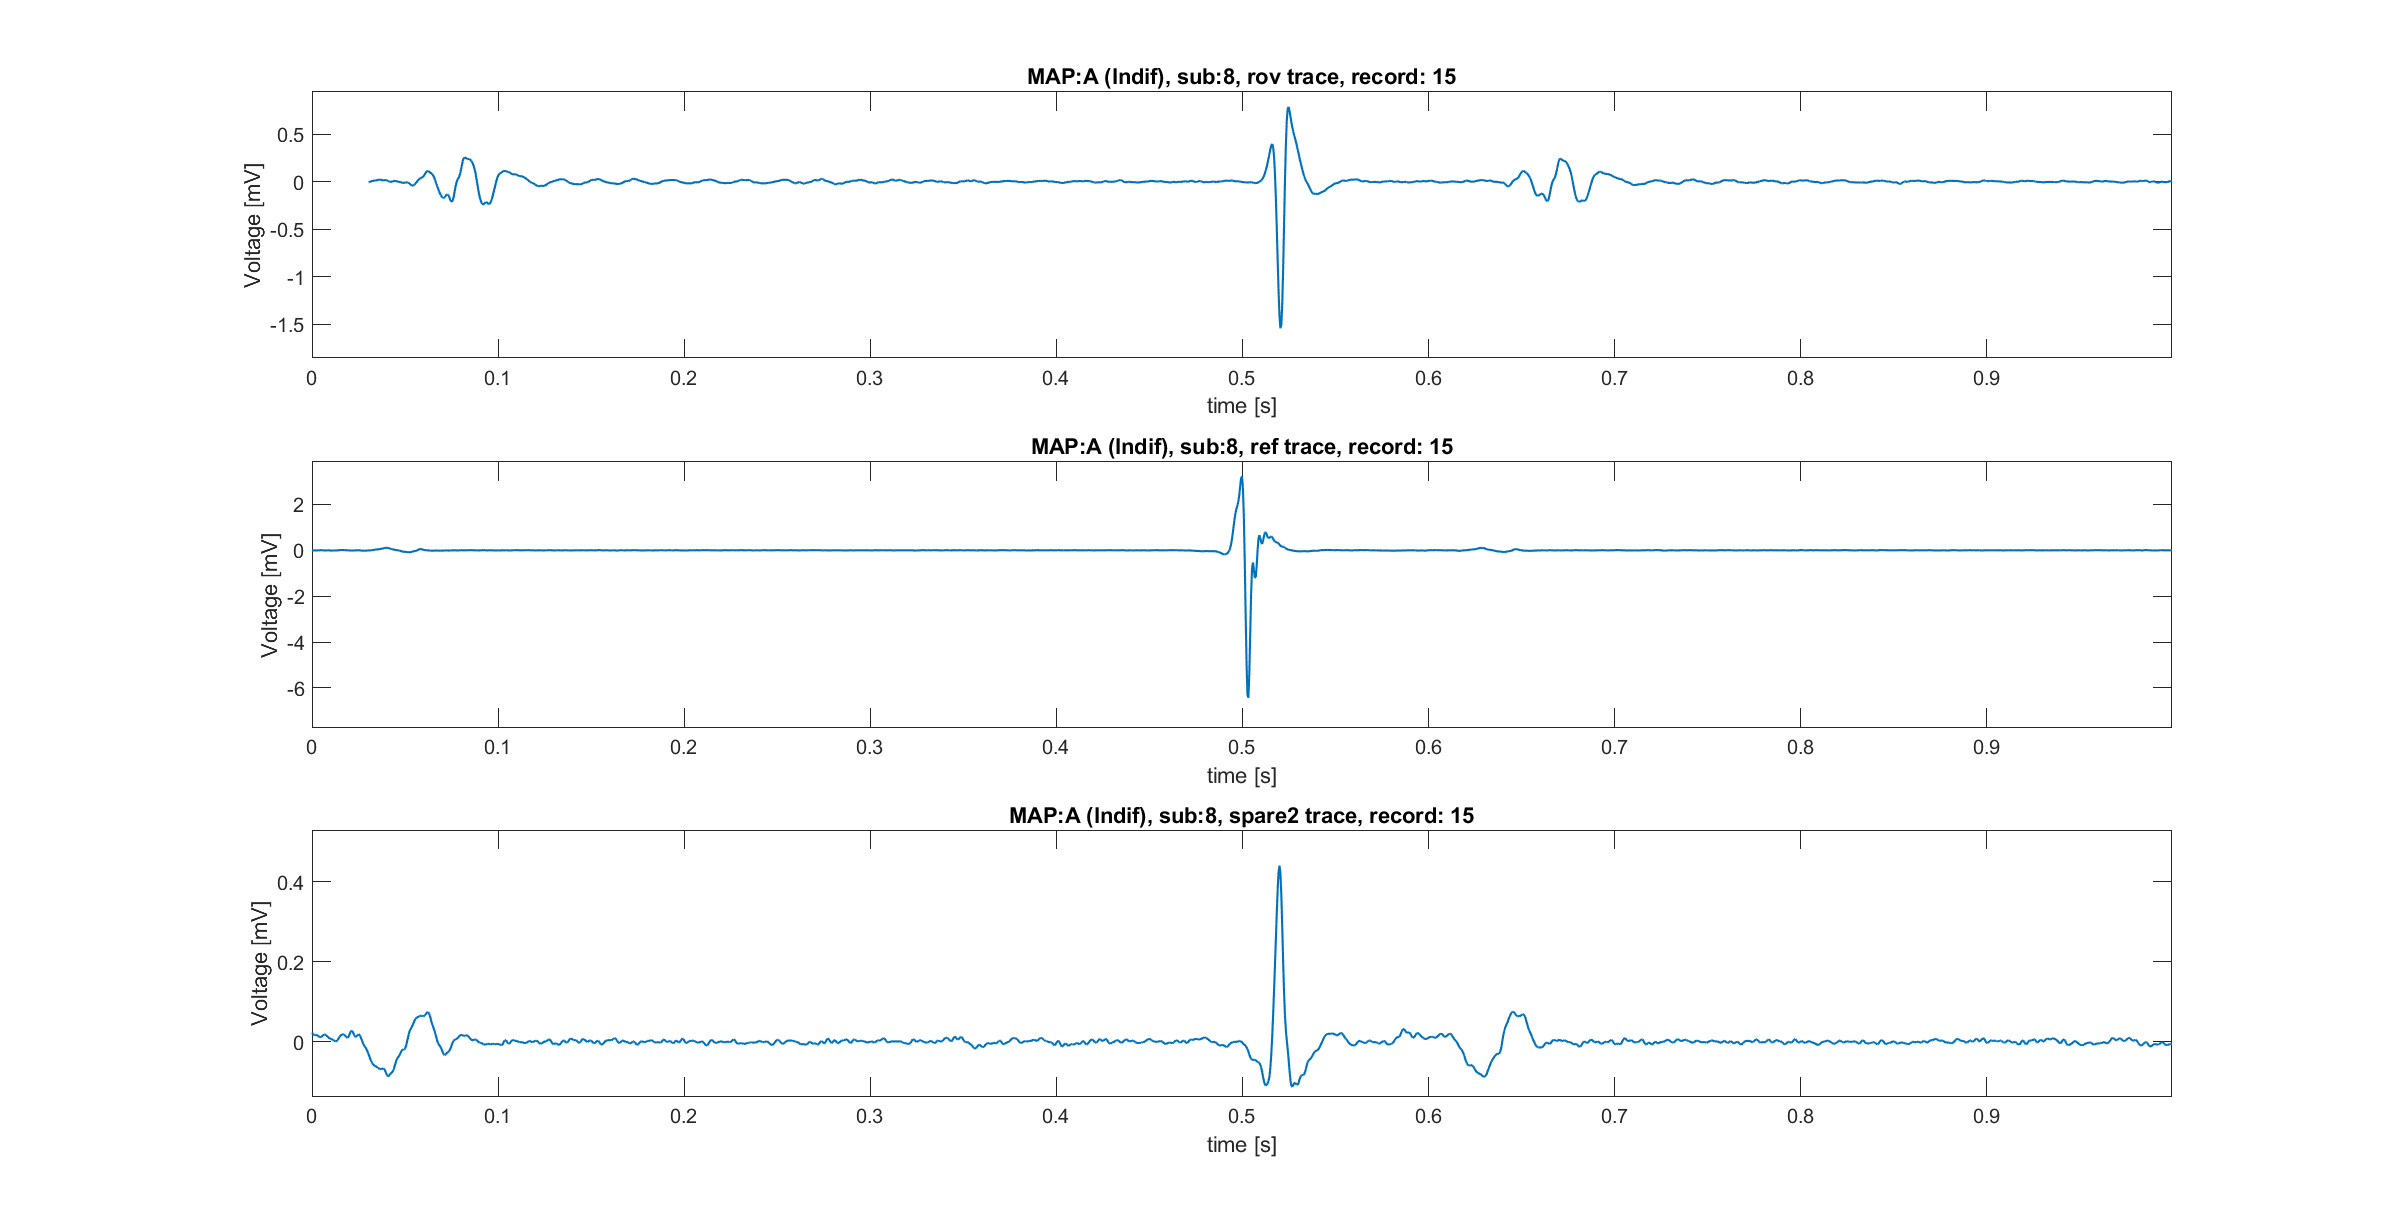 MAP:A (Indif), sub:8, rov trace, record: 15
Voltage [mV]
0.5
0
-0.5
-1
-1.5
0 0.1 0.2 0.3 0.4 0.5 0.6 0.7 0.8 0.9
time [s]
MAP:A (Indif), sub:8, ref trace, record: 15
Voltage [mV]
2
0
-2
-4
-6
0 0.1 0.2 0.3 0.4 0.5 0.6 0.7 0.8 0.9
time [s]
MAP:A (Indif), sub:8, spare2 trace, record: 15
Voltage [mV]
0.4
0.2
0
0 0.1 0.2 0.3 0.4 0.5 0.6 0.7 0.8 0.9
time [s]